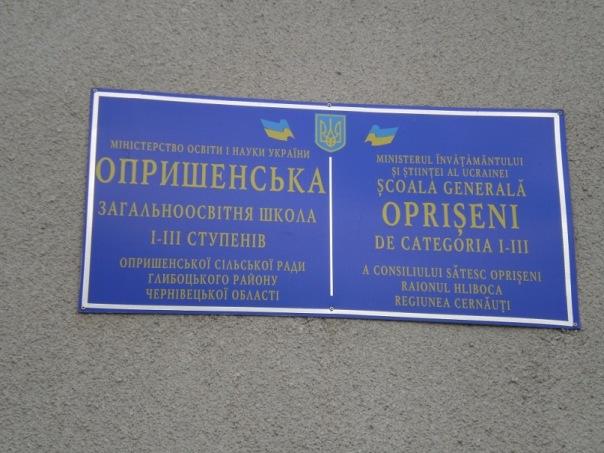 МІНІСТЕРСТВО ОСВІТИ І НАУКИ УКРАЇНИ
ОПРИШЕНСЬКА
ЗАГАЛЬНООСВІТНЯ ШКОЛА
І-ІІІ СТУПЕНІВ
ОПРИШЕНСЬКОЇ СІЛЬСЬКОЇ РАДИ
ГЛИБОЦЬКОГО РАЙОНУ
ЧЕРНІВЕЦЬКОЇ ОБЛАСТІ
MINISTERUL ÎNVĂŢĂMÂNTULUI
ŞI ŞTIINŢEI AL UCRAINEI
ŞCOALA GENERALĂ
OPRIŞENI
DE CATEGORIA I-III
A CONSILIULUI SĂTESC OPRIŞENI
RAIONUL HLIBOCA
REGIUNEA CERNĂUŢI